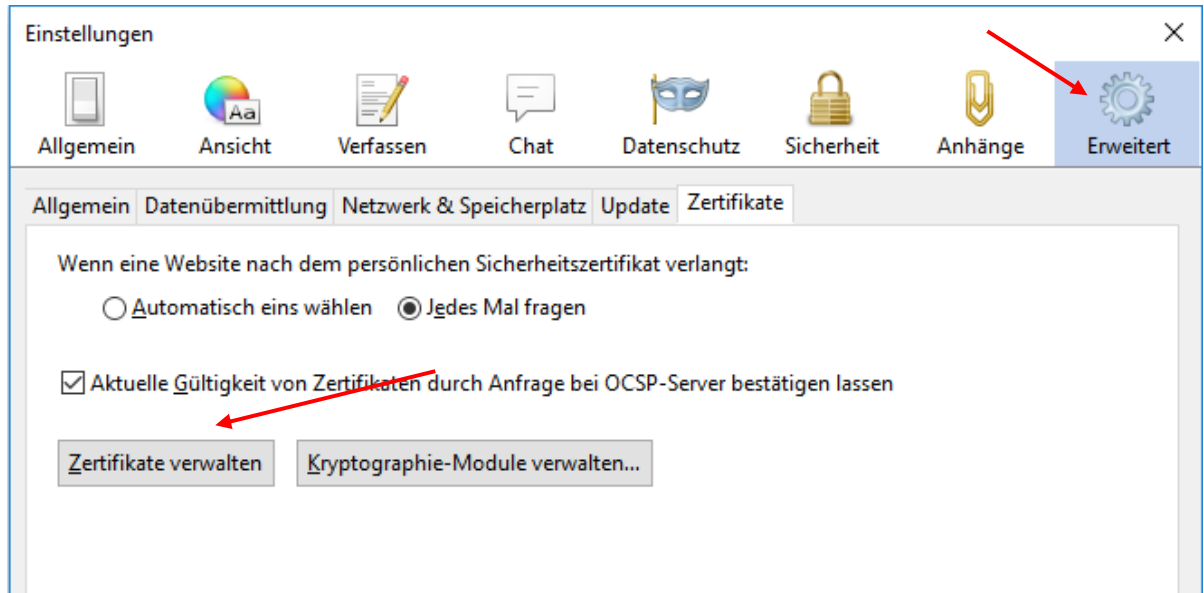 Einstellungen
Aa
Allgemein Ansicht Verfassen Chat Datenschutz Sicherheit Anhänge Erweitert
Allgemein Datenübermittlung Netzwerk & Speicherplatz Update Zertifikate
Wenn eine Website nach dem persönlichen Sicherheitszertifikat verlangt:
Automatisch eins wählen Jedes Mal fragen
Aktuelle Gültigkeit von Zertifikaten durch Anfrage bei OCSP-Server bestätigen lassen
Zertifikate verwalten Kryptographie-Module verwalten...